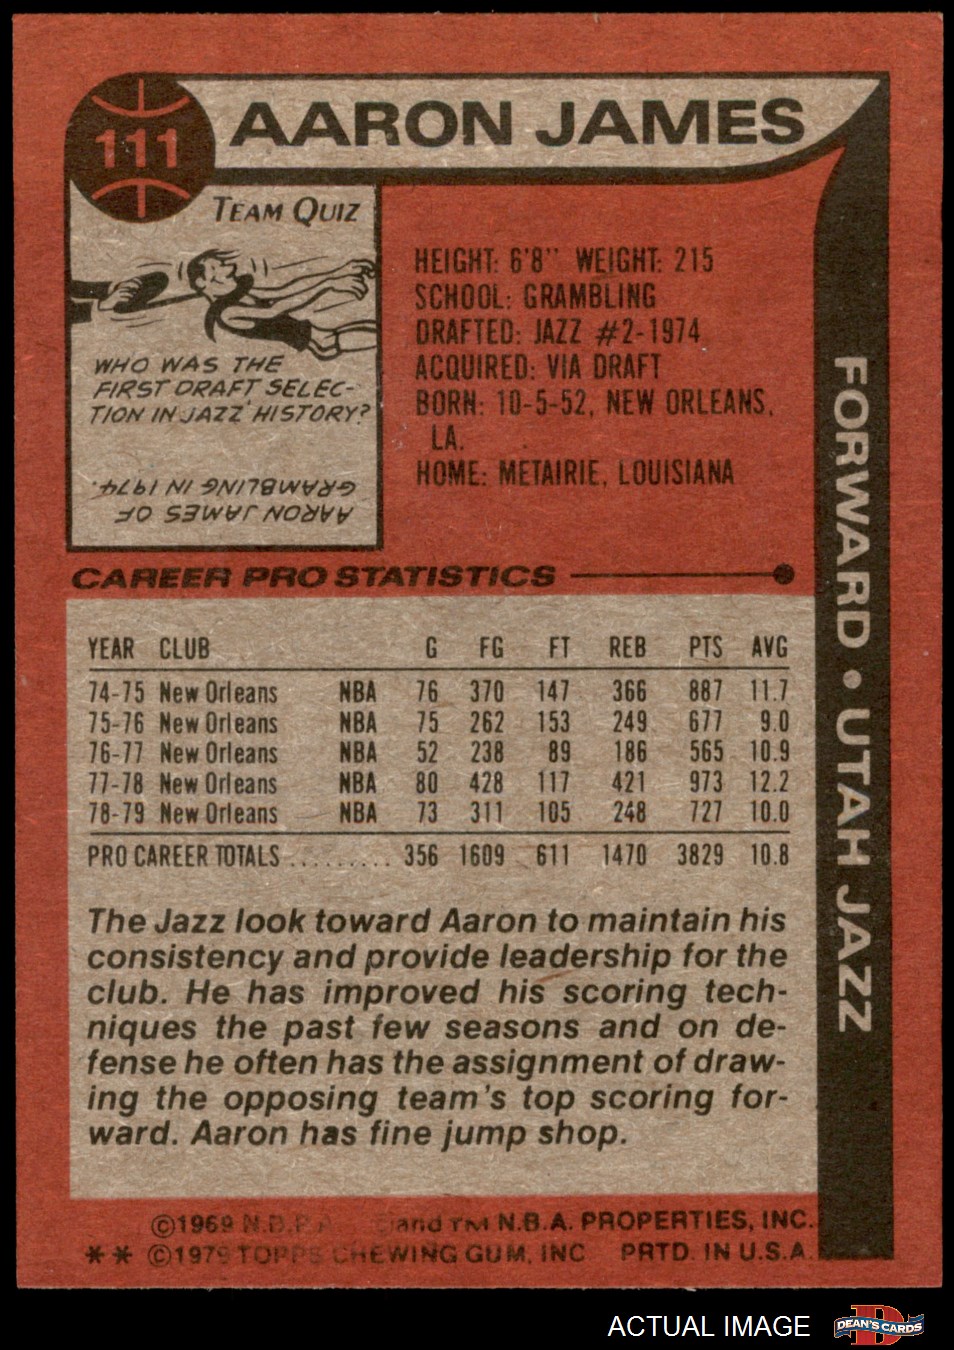 111
AARON JAMES
TEAM QUIZ
WHO WAS THE
FIRST DRAFT SELEC-
TION IN JAZZ' HISTORY?
AARON JAMES OF
GRAMBLING IN 1974.
HEIGHT: 6'8" WEIGHT: 215
SCHOOL: GRAMBLING
DRAFTED: JAZZ #2-1974
ACQUIRED: VIA DRAFT
BORN: 10-5-52, NEW ORLEANS,
LA.
HOME: METAIRIE, LOUISIANA
FORWARD • UTAH JAZZ
CAREER PRO STATISTICS
YEAR CLUB G FG FT REB PTS AVG
74-75 New Orleans NBA 76 370 147 366 887 11.7
75-76 New Orleans NBA 75 262 153 249 677 9.0
76-77 New Orleans NBA 52 238 89 186 565 10.9
77-78 New Orleans NBA 80 428 117 421 973 12.2
78-79 New Orleans NBA 73 311 105 248 727 10.0
PRO CAREER TOTALS ......... 356 1609 611 1470 3829 10.8
The Jazz look toward Aaron to maintain his
consistency and provide leadership for the
club. He has improved his scoring tech-
niques the past few seasons and on de-
fense he often has the assignment of draw-
ing the opposing team's top scoring for-
ward. Aaron has fine jump shop.
©1969 and TM N.B.A. PROPERTIES, INC.
** ©1979 TOPPS CHEWING GUM, INC PRTD. IN U.S.A.
ACTUAL IMAGE
DEAN'S CARDS